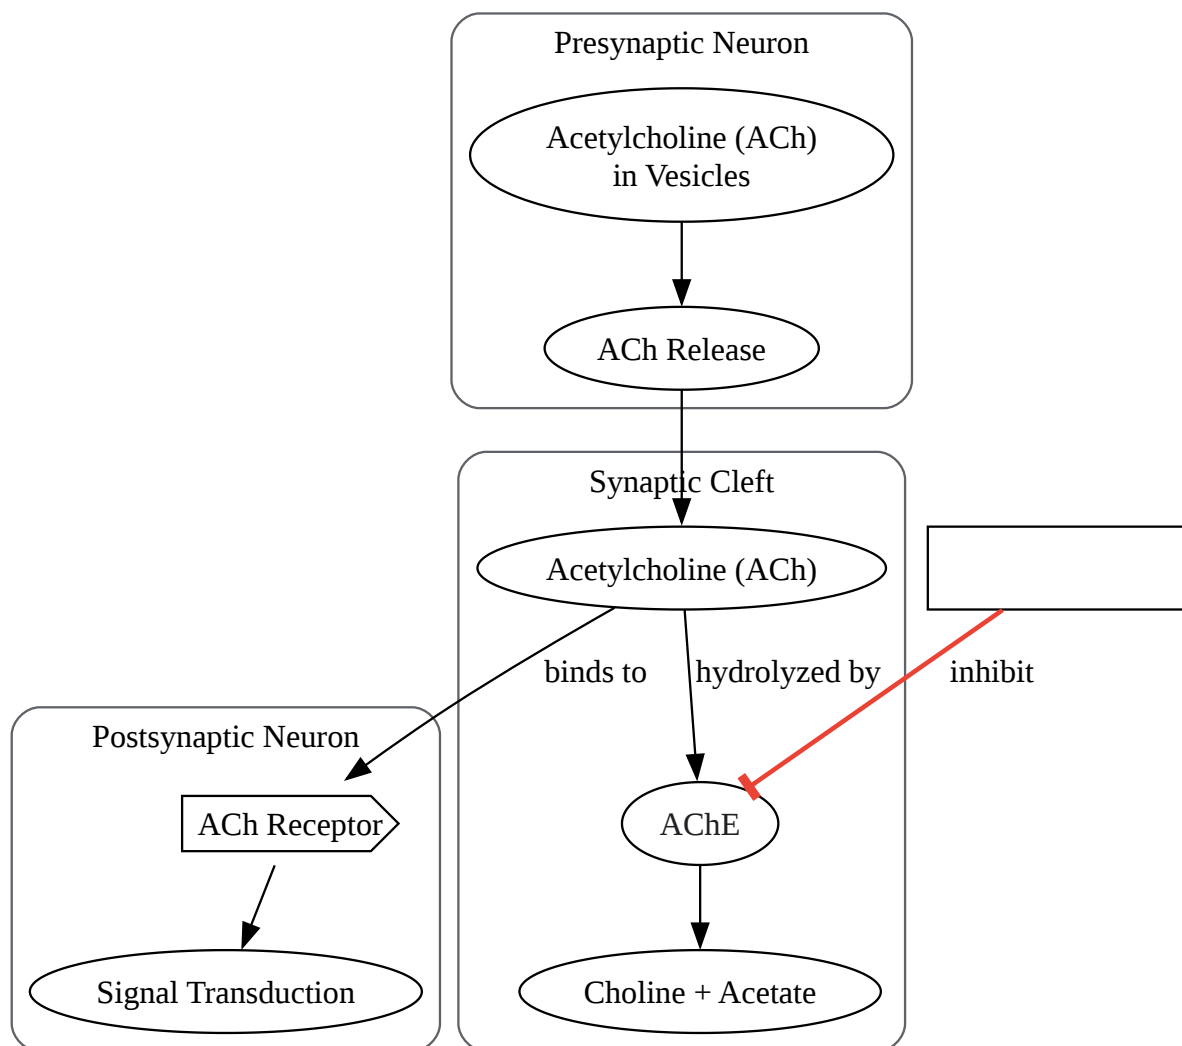 Presynaptic Neuron
Acetylcholine (ACh)
in Vesicles
ACh Release
Synaptic Cleft
Acetylcholine (ACh)
binds to
hydrolyzed by
inhibit
Postsynaptic Neuron
ACh Receptor
AChE
Signal Transduction
Choline + Acetate